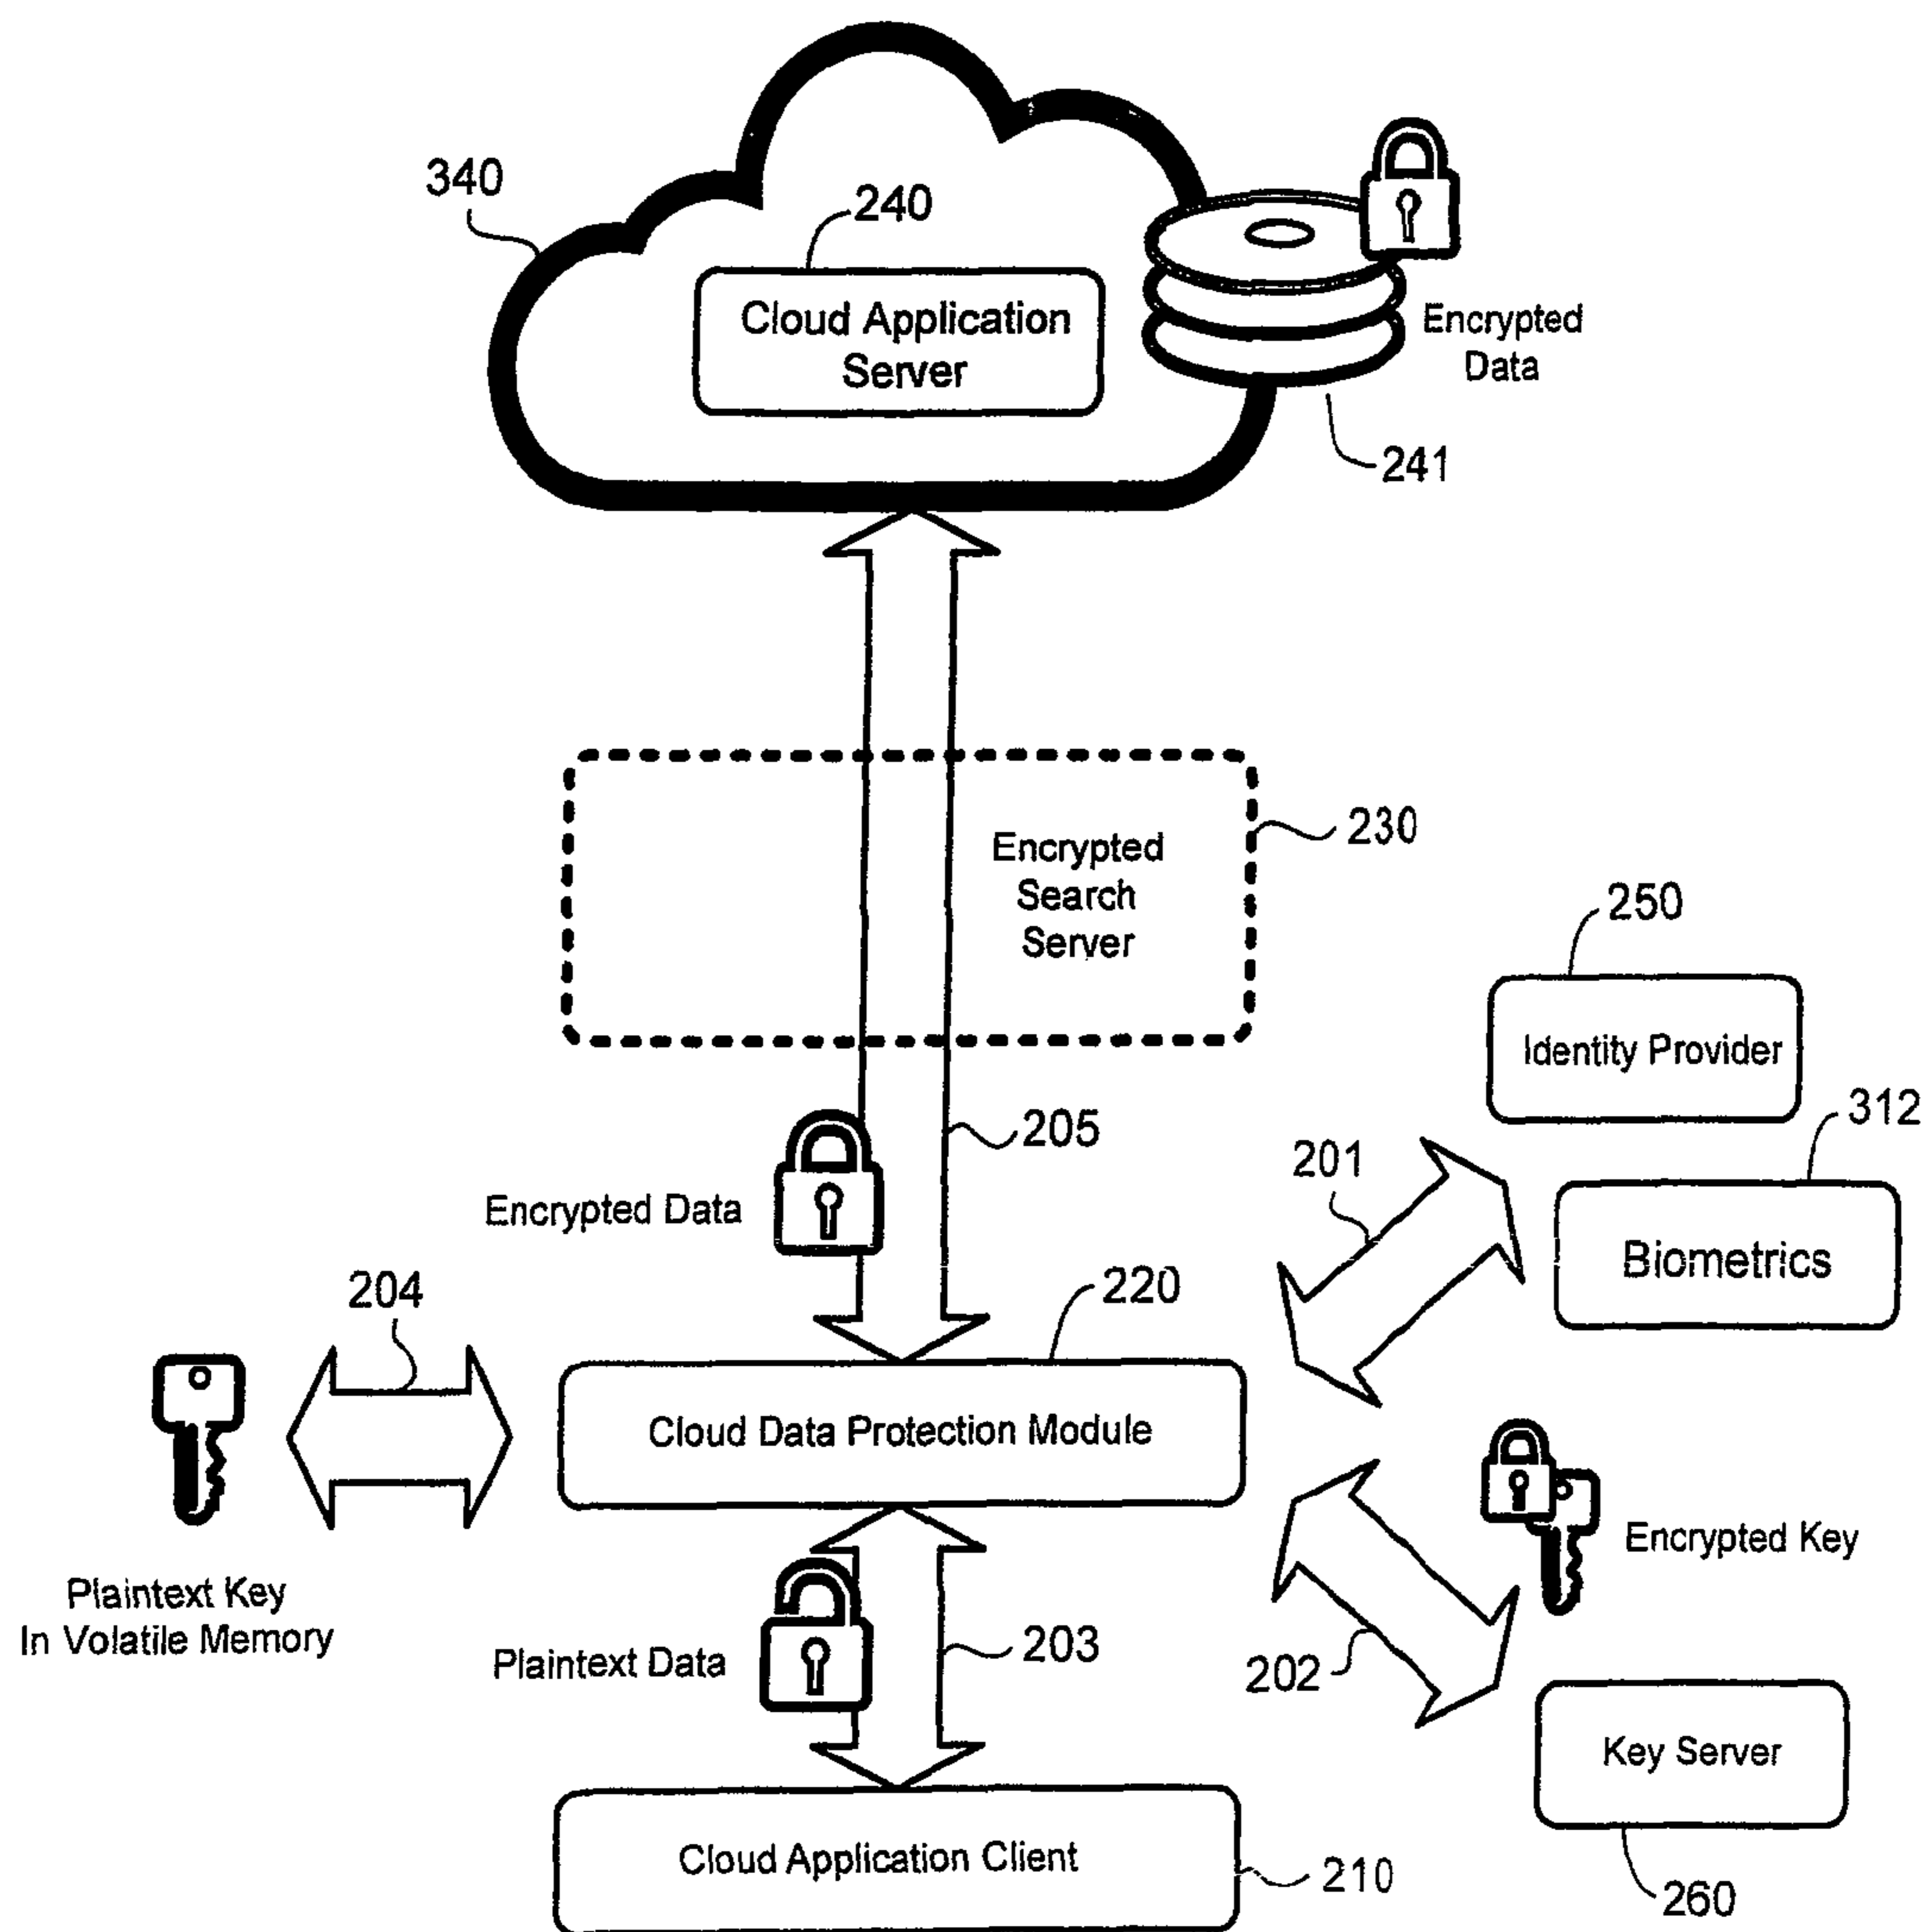 340
240
Cloud Application
Server
Encrypted
Data
241
230
Encrypted
Search
Server
250
Identity Provider
312
205
201
Encrypted Data
Biometrics
204
220
Cloud Data Protection Module
Encrypted Key
Plaintext Key
In Volatile Memory
Plaintext Data
203
202
Key Server
Cloud Application Client
210
260